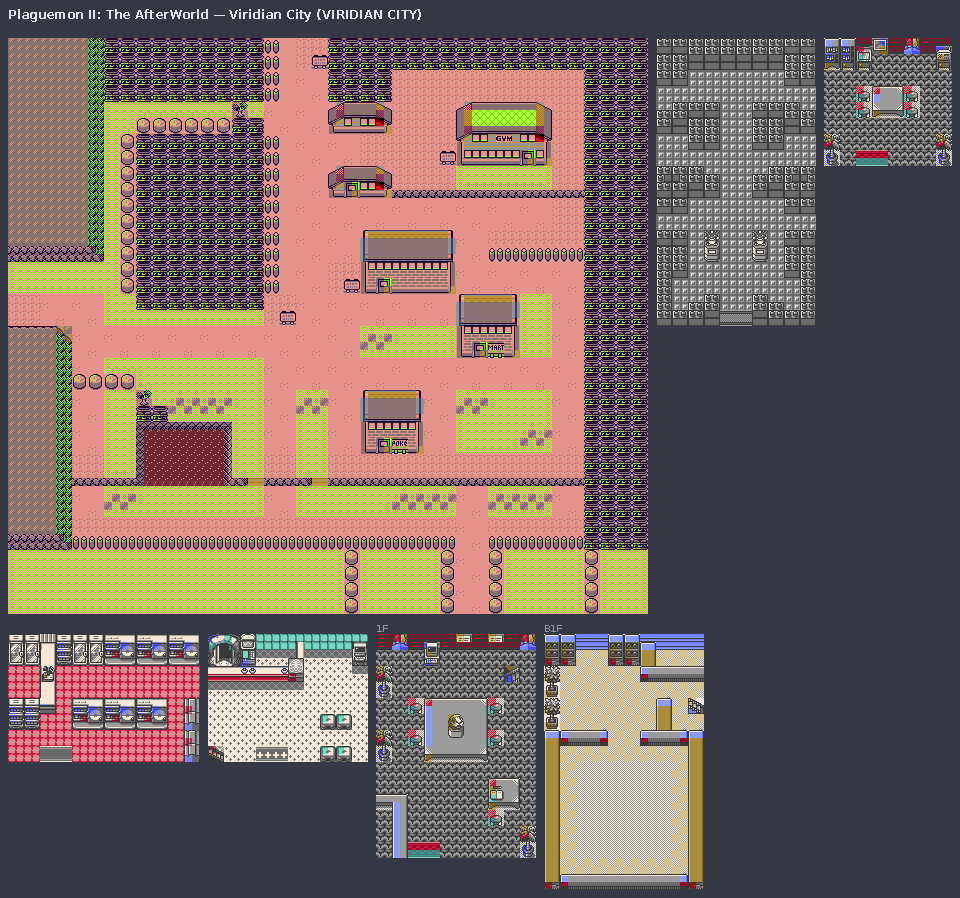 Plaguemon II: The AfterWorld — Viridian City (VIRIDIAN CITY)
GYM
MART
POKé
1F
B1F